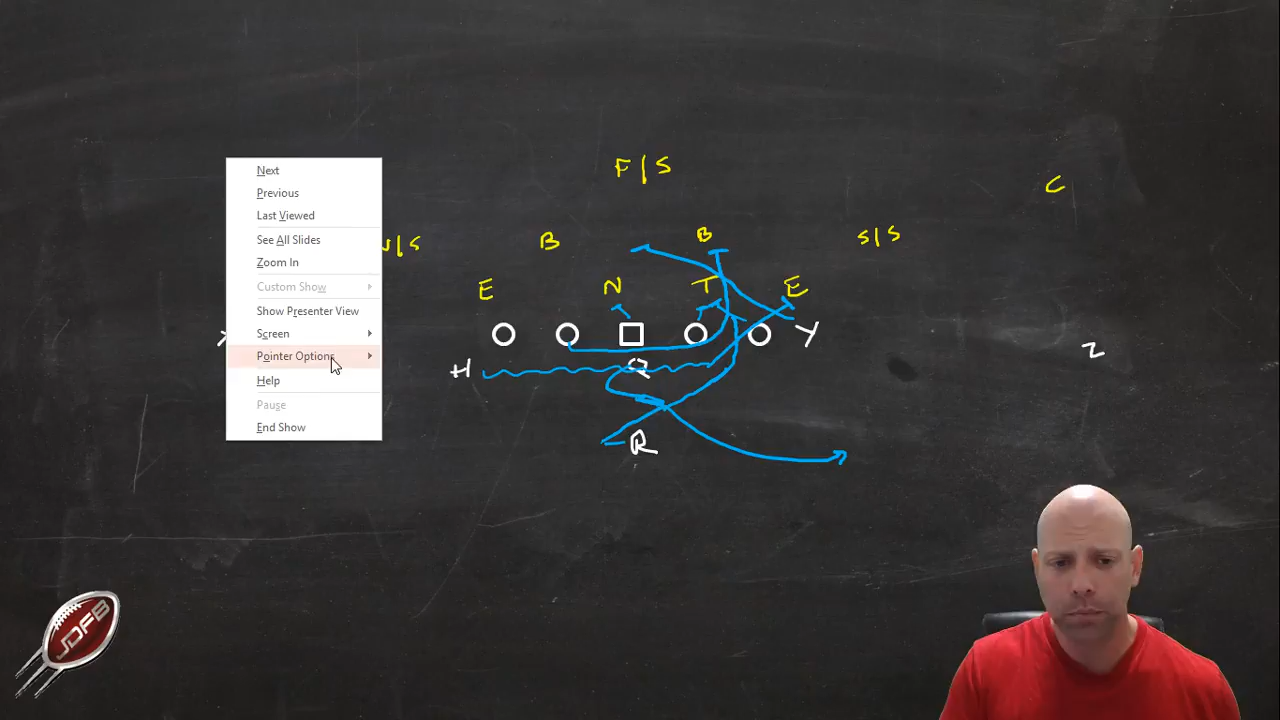 Next
Previous
Last Viewed
See All Slides
Zoom In
Custom Show
Show Presenter View
Screen
Pointer Options
Help
Pause
End Show
F/S
C
/S B B S/S
E N T E
Y
Z
H Q
R
JDFB